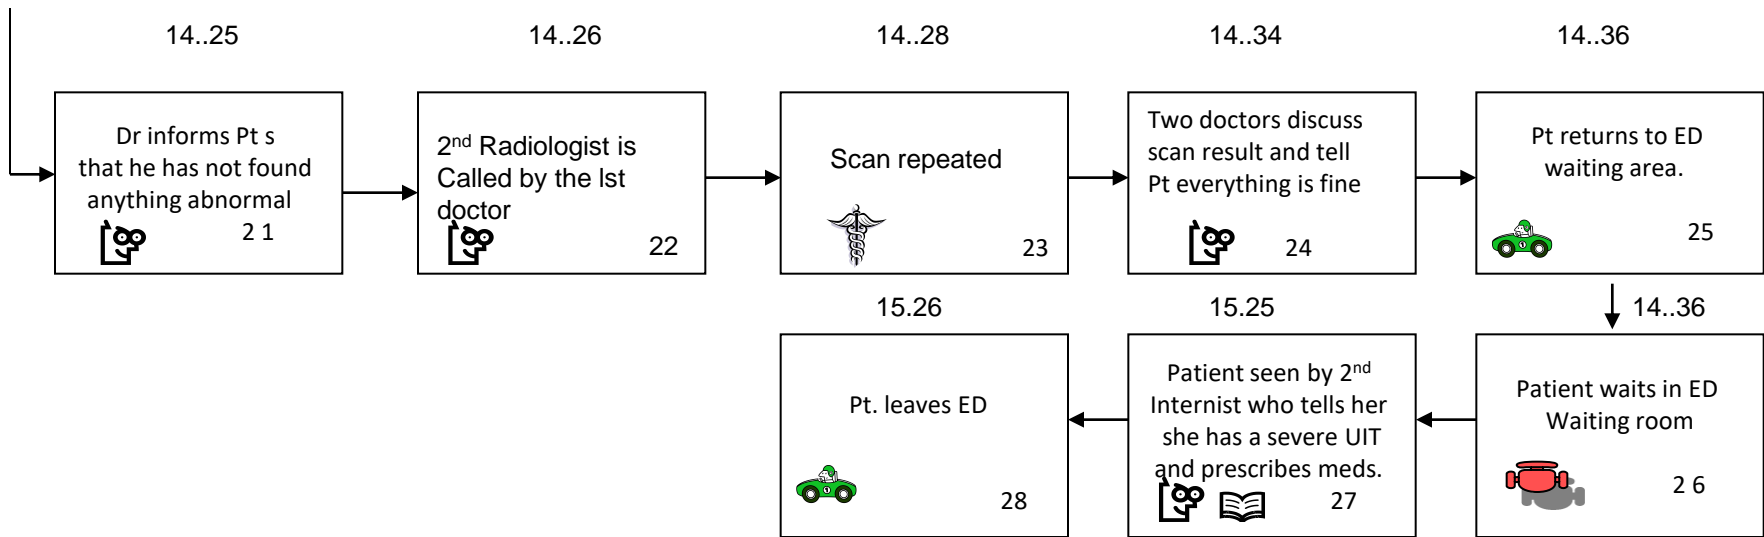 14..25
14..26
14..28
14..34
14..36
Dr informs Pt s
that he has not found
anything abnormal
2 1
2nd Radiologist is
Called by the lst
doctor
22
Scan repeated
23
Two doctors discuss
scan result and tell
Pt everything is fine
24
Pt returns to ED
waiting area.
25
14..36
Patient waits in ED
Waiting room
2 6
15.25
Patient seen by 2nd
Internist who tells her
she has a severe UIT
and prescribes meds.
27
15.26
Pt. leaves ED
28